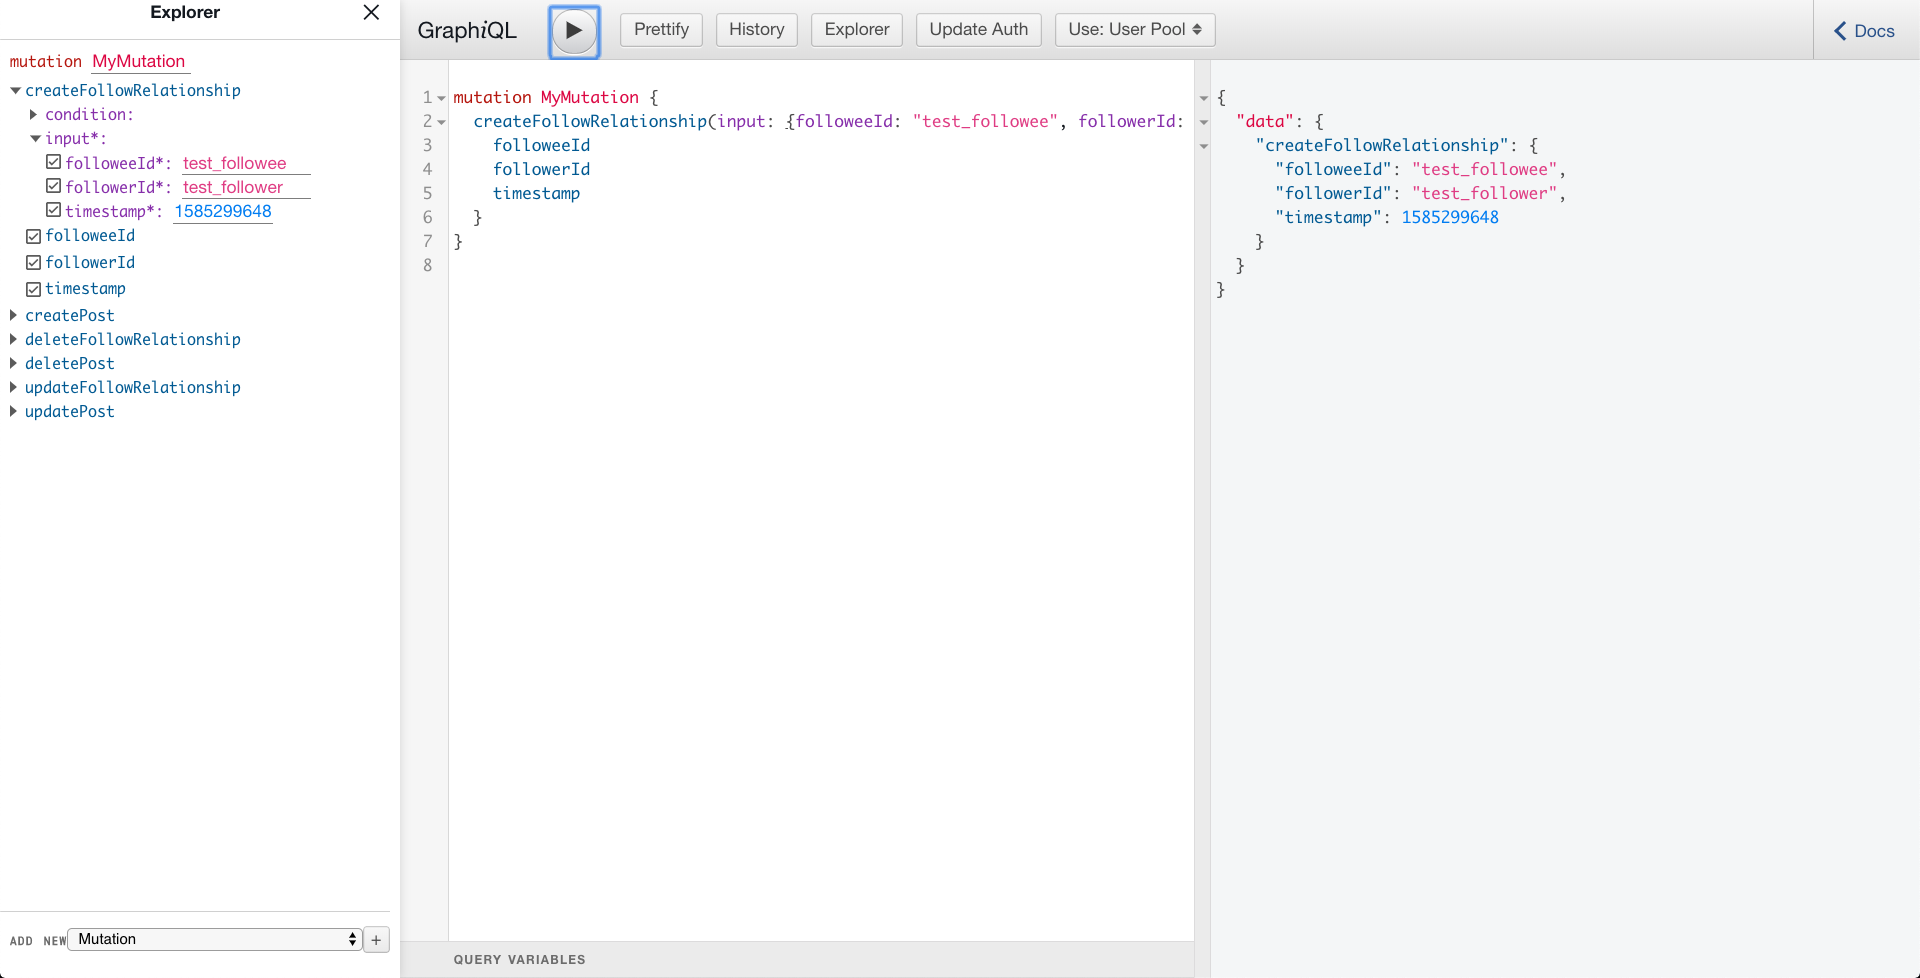 Explorer
mutation MyMutation
createFollowRelationship
condition:
input*:
followeeId*: test_followee
followerId*: test_follower
timestamp*: 1585299648
followeeId
followerId
timestamp
createPost
deleteFollowRelationship
deletePost
updateFollowRelationship
updatePost
ADD NEW Mutation +
GraphiQL Prettify History Explorer Update Auth Use: User Pool Docs
1 mutation MyMutation {
2 createFollowRelationship(input: {followeeId: "test_followee", followerId:
3 followeeId
4 followerId
5 timestamp
6 }
7 }
8
QUERY VARIABLES
{
"data": {
"createFollowRelationship": {
"followeeId": "test_followee",
"followerId": "test_follower",
"timestamp": 1585299648
}
}
}